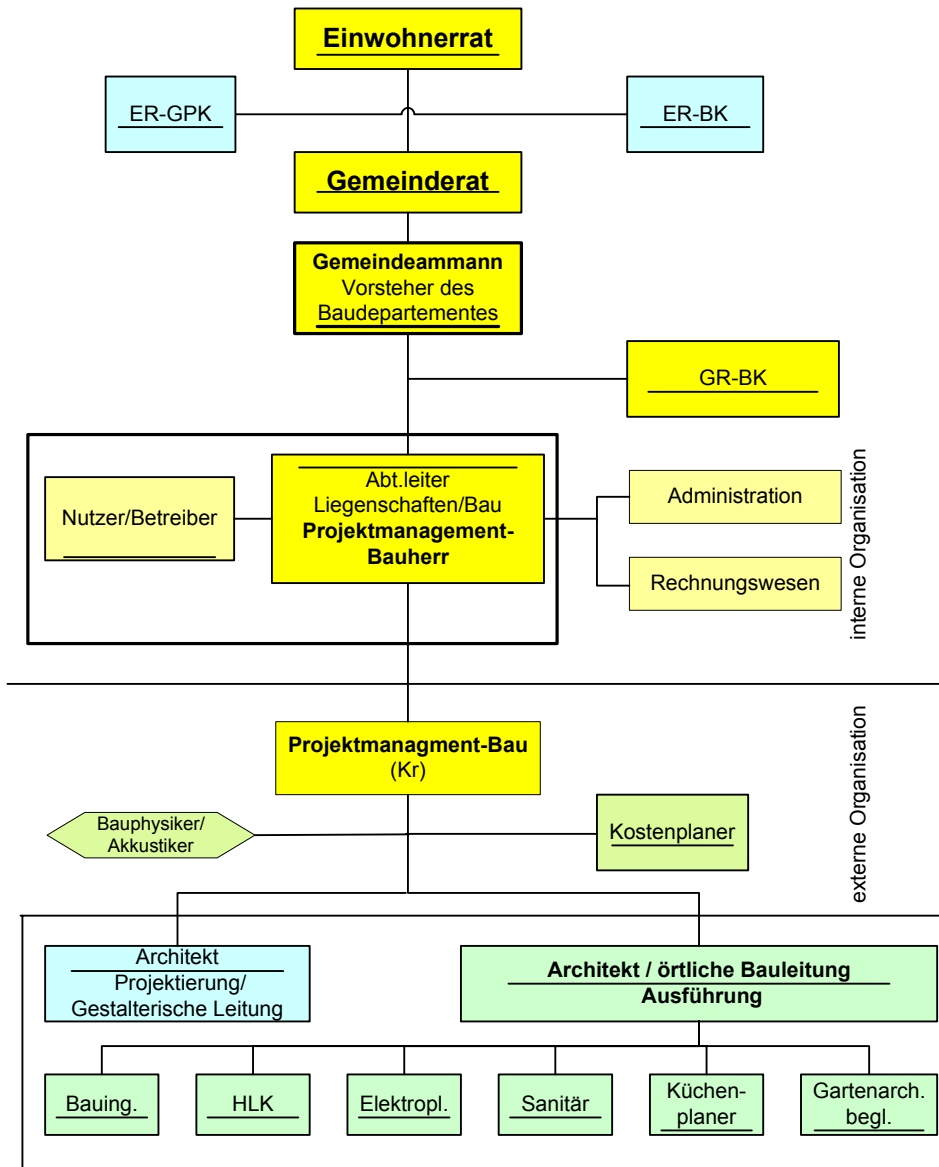 Einwohnerrat
ER-GPK
ER-BK
Gemeinderat
Gemeindeammann
Vorsteher des
Baudepartementes
GR-BK
Nutzer/Betreiber
Abt.leiter
Liegenschaften/Bau
Projektmanagement-
Bauherr
Administration
Rechnungswesen
interne Organisation
Projektmanagment-Bau
(Kr)
Bauphysiker/
Akkustiker
Kostenplaner
externe Organisation
Architekt
Projektierung/
Gestalterische Leitung
Architekt / örtliche Bauleitung
Ausführung
Bauing.
HLK
Elektropl.
Sanitär
Küchen-
planer
Gartenarch.
begl.